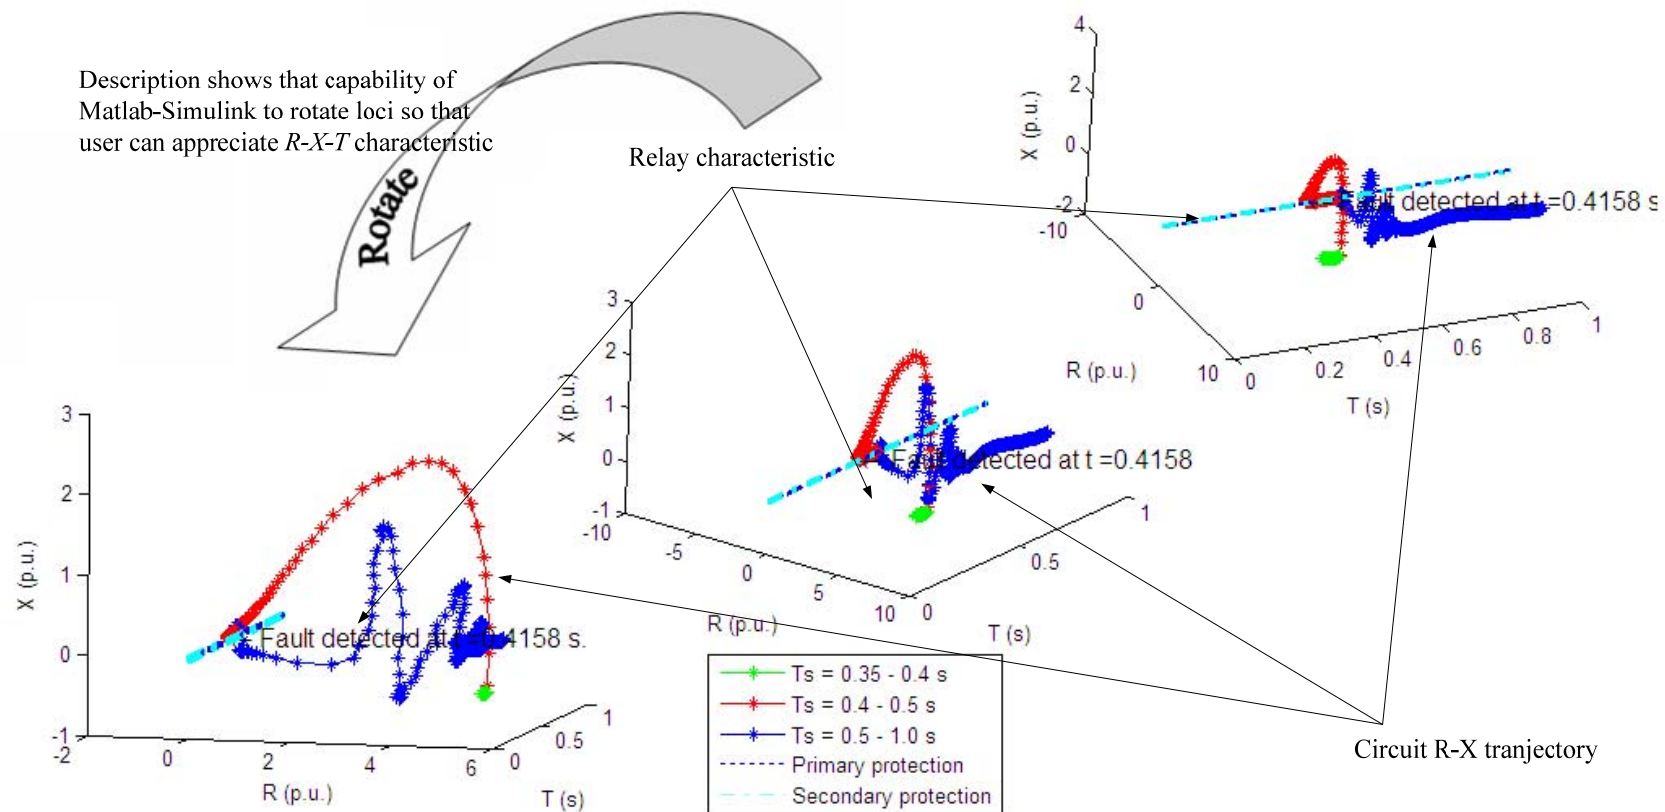 Description shows that capability of
Matlab-Simulink to rotate loci so that
user can appreciate R-X-T characteristic
Rotate
Relay characteristic
4
2
0
-2
X (p.u.)
-10
0
10
R (p.u.)
0
0.2
0.4
0.6
0.8
1
T (s)
Fault detected at t =0.4158 s
3
2
1
0
-1
X (p.u.)
-10
-5
0
5
10
R (p.u.)
0
0.5
1
T (s)
Fault detected at t =0.4158
3
2
1
0
-1
X (p.u.)
-2
0
2
4
6
R (p.u.)
0
0.5
1
T (s)
Fault detected at t =0.4158 s.
Ts = 0.35 - 0.4 s
Ts = 0.4 - 0.5 s
Ts = 0.5 - 1.0 s
Primary protection
Secondary protection
Circuit R-X tranjectory